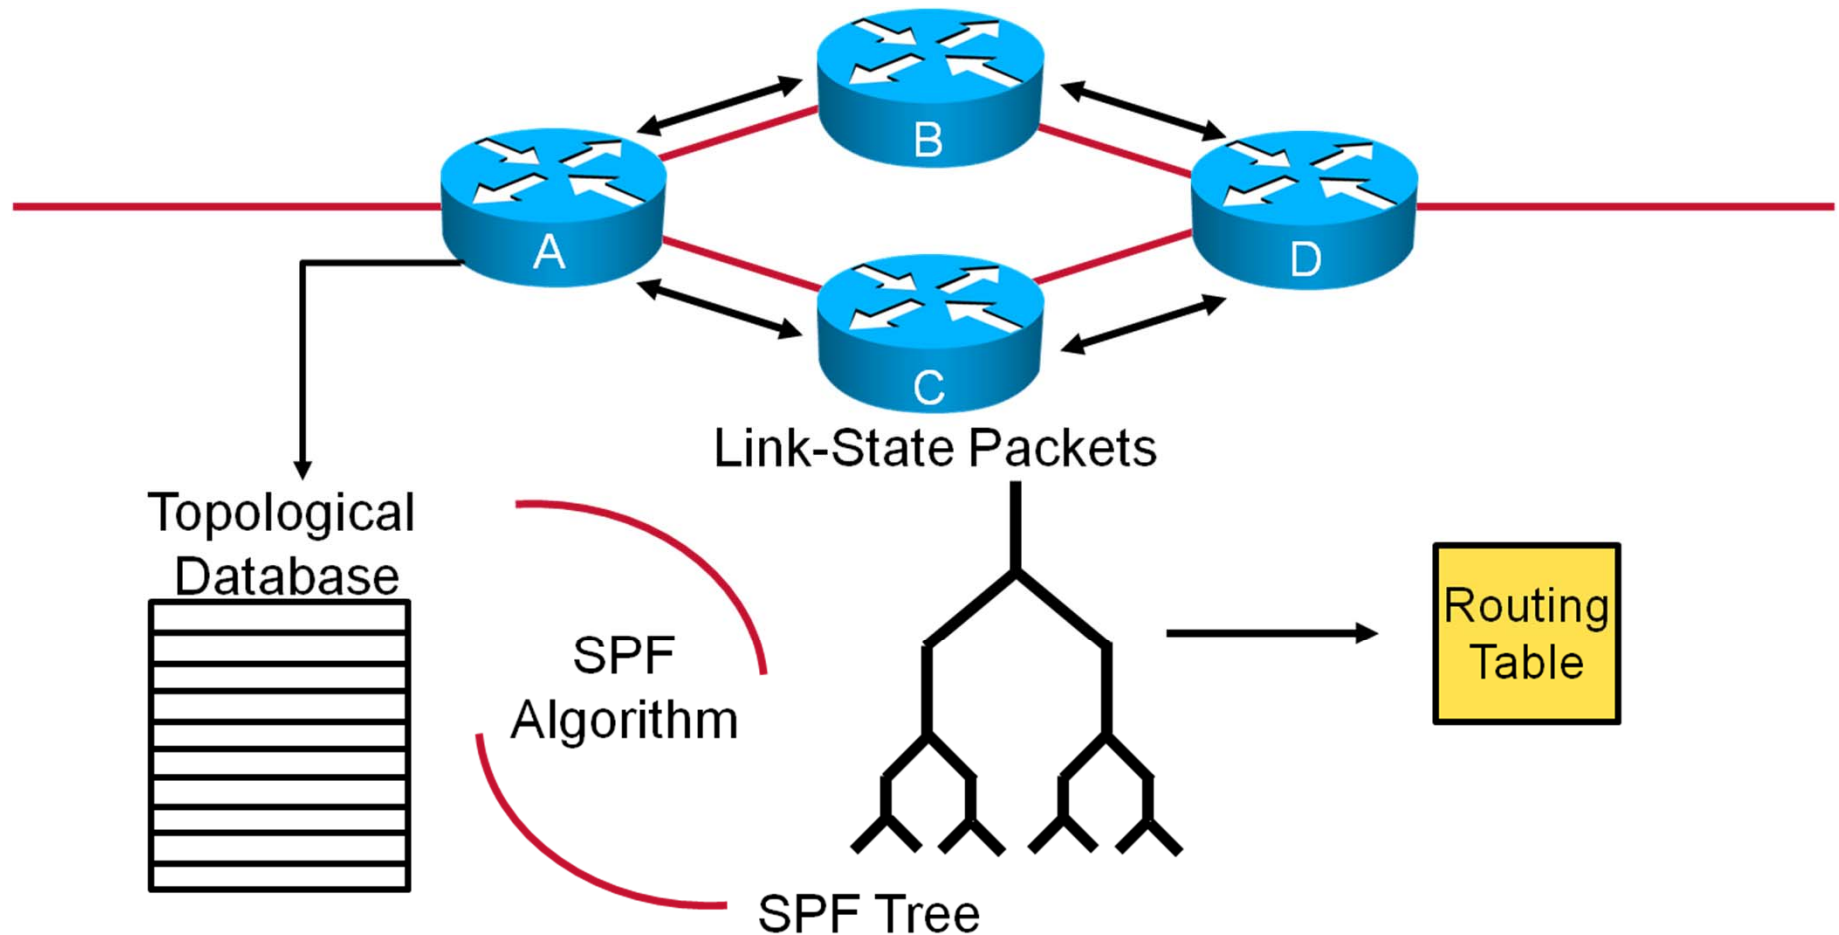 B
A
D
C
Link-State Packets
Topological
Database
SPF
Algorithm
Routing
Table
SPF Tree